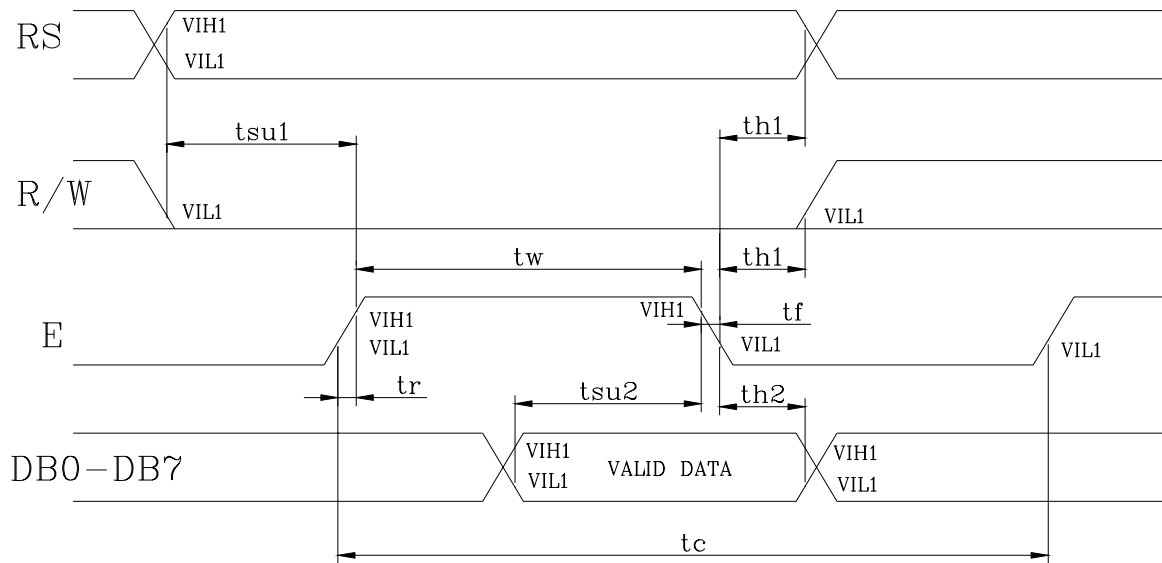 RS
VIH1
VIL1
tsu1
th1
R/W
VIL1
VIL1
tw
th1
E
VIH1
VIL1
VIH1
tf
VIL1
VIL1
tr
tsu2
th2
DB0-DB7
VIH1
VIL1
VALID DATA
VIH1
VIL1
tc